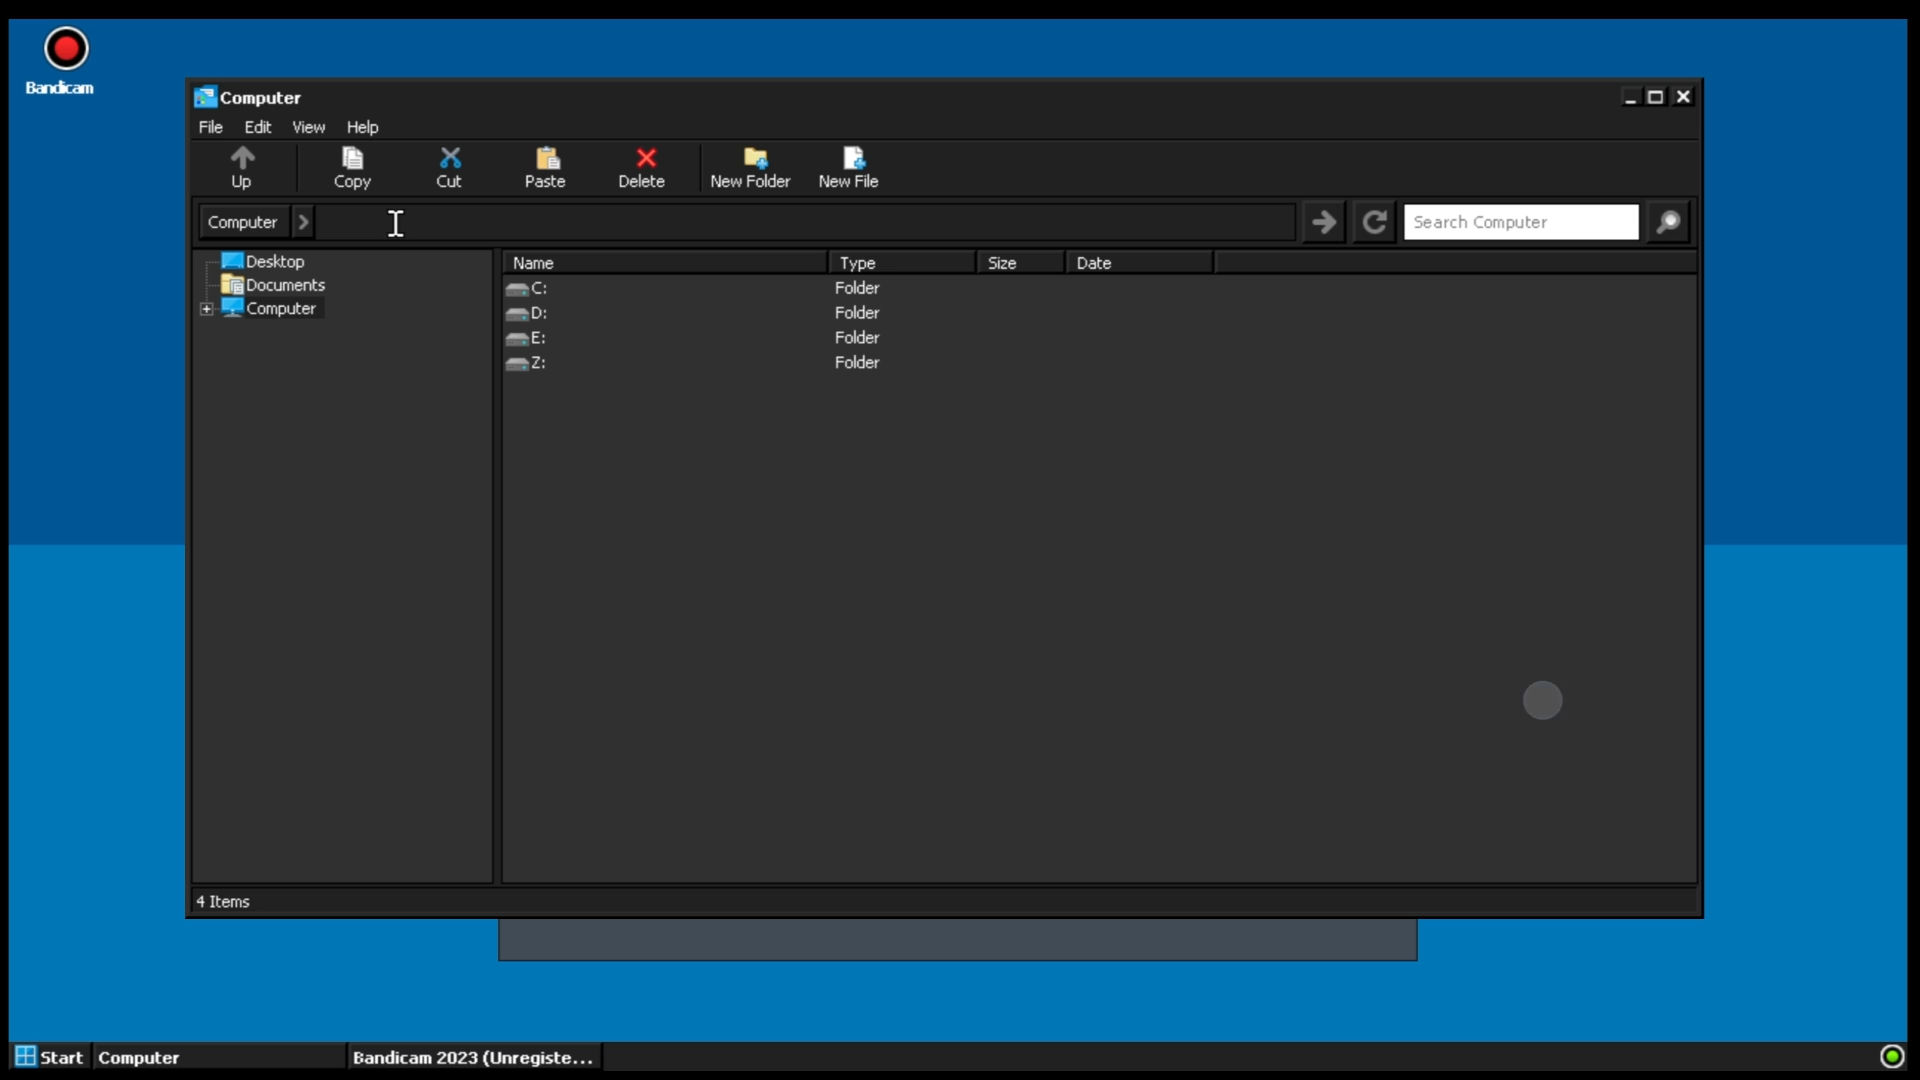 Bandicam
Computer
File Edit View Help
Up Copy Cut Paste Delete New Folder New File
Computer Search Computer
Desktop
Documents
Computer
Name Type Size Date
C: Folder
D: Folder
E: Folder
Z: Folder
4 Items
Start Computer Bandicam 2023 (Unregiste...